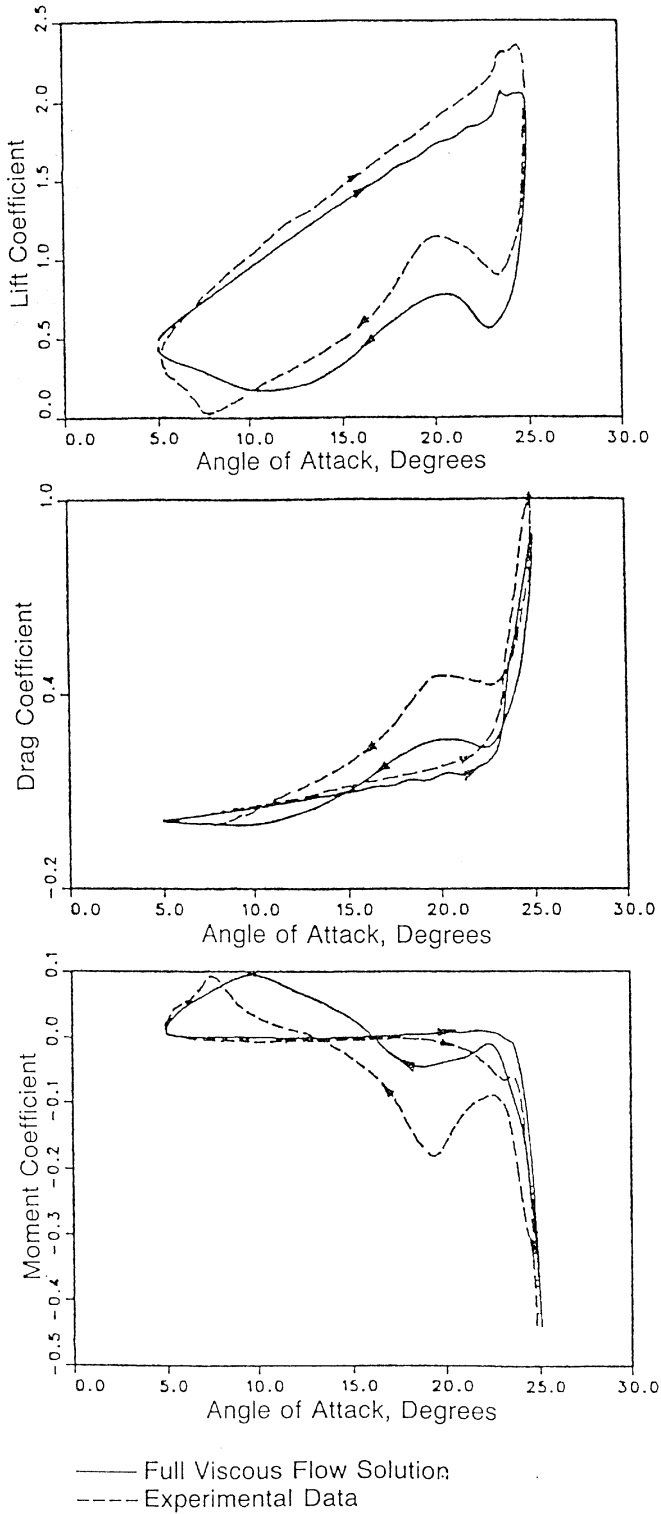 2.5
2.0
1.5
1.0
0.5
0.0
Lift Coefficient
0.0 5.0 10.0 15.0 20.0 25.0 30.0
Angle of Attack, Degrees
1.0
0.4
-0.2
Drag Coefficient
0.0 5.0 10.0 15.0 20.0 25.0 30.0
Angle of Attack, Degrees
0.1
0.0
-0.1
-0.2
-0.3
-0.4
-0.5
Moment Coefficient
0.0 5.0 10.0 15.0 20.0 25.0 30.0
Angle of Attack, Degrees
Full Viscous Flow Solution
Experimental Data